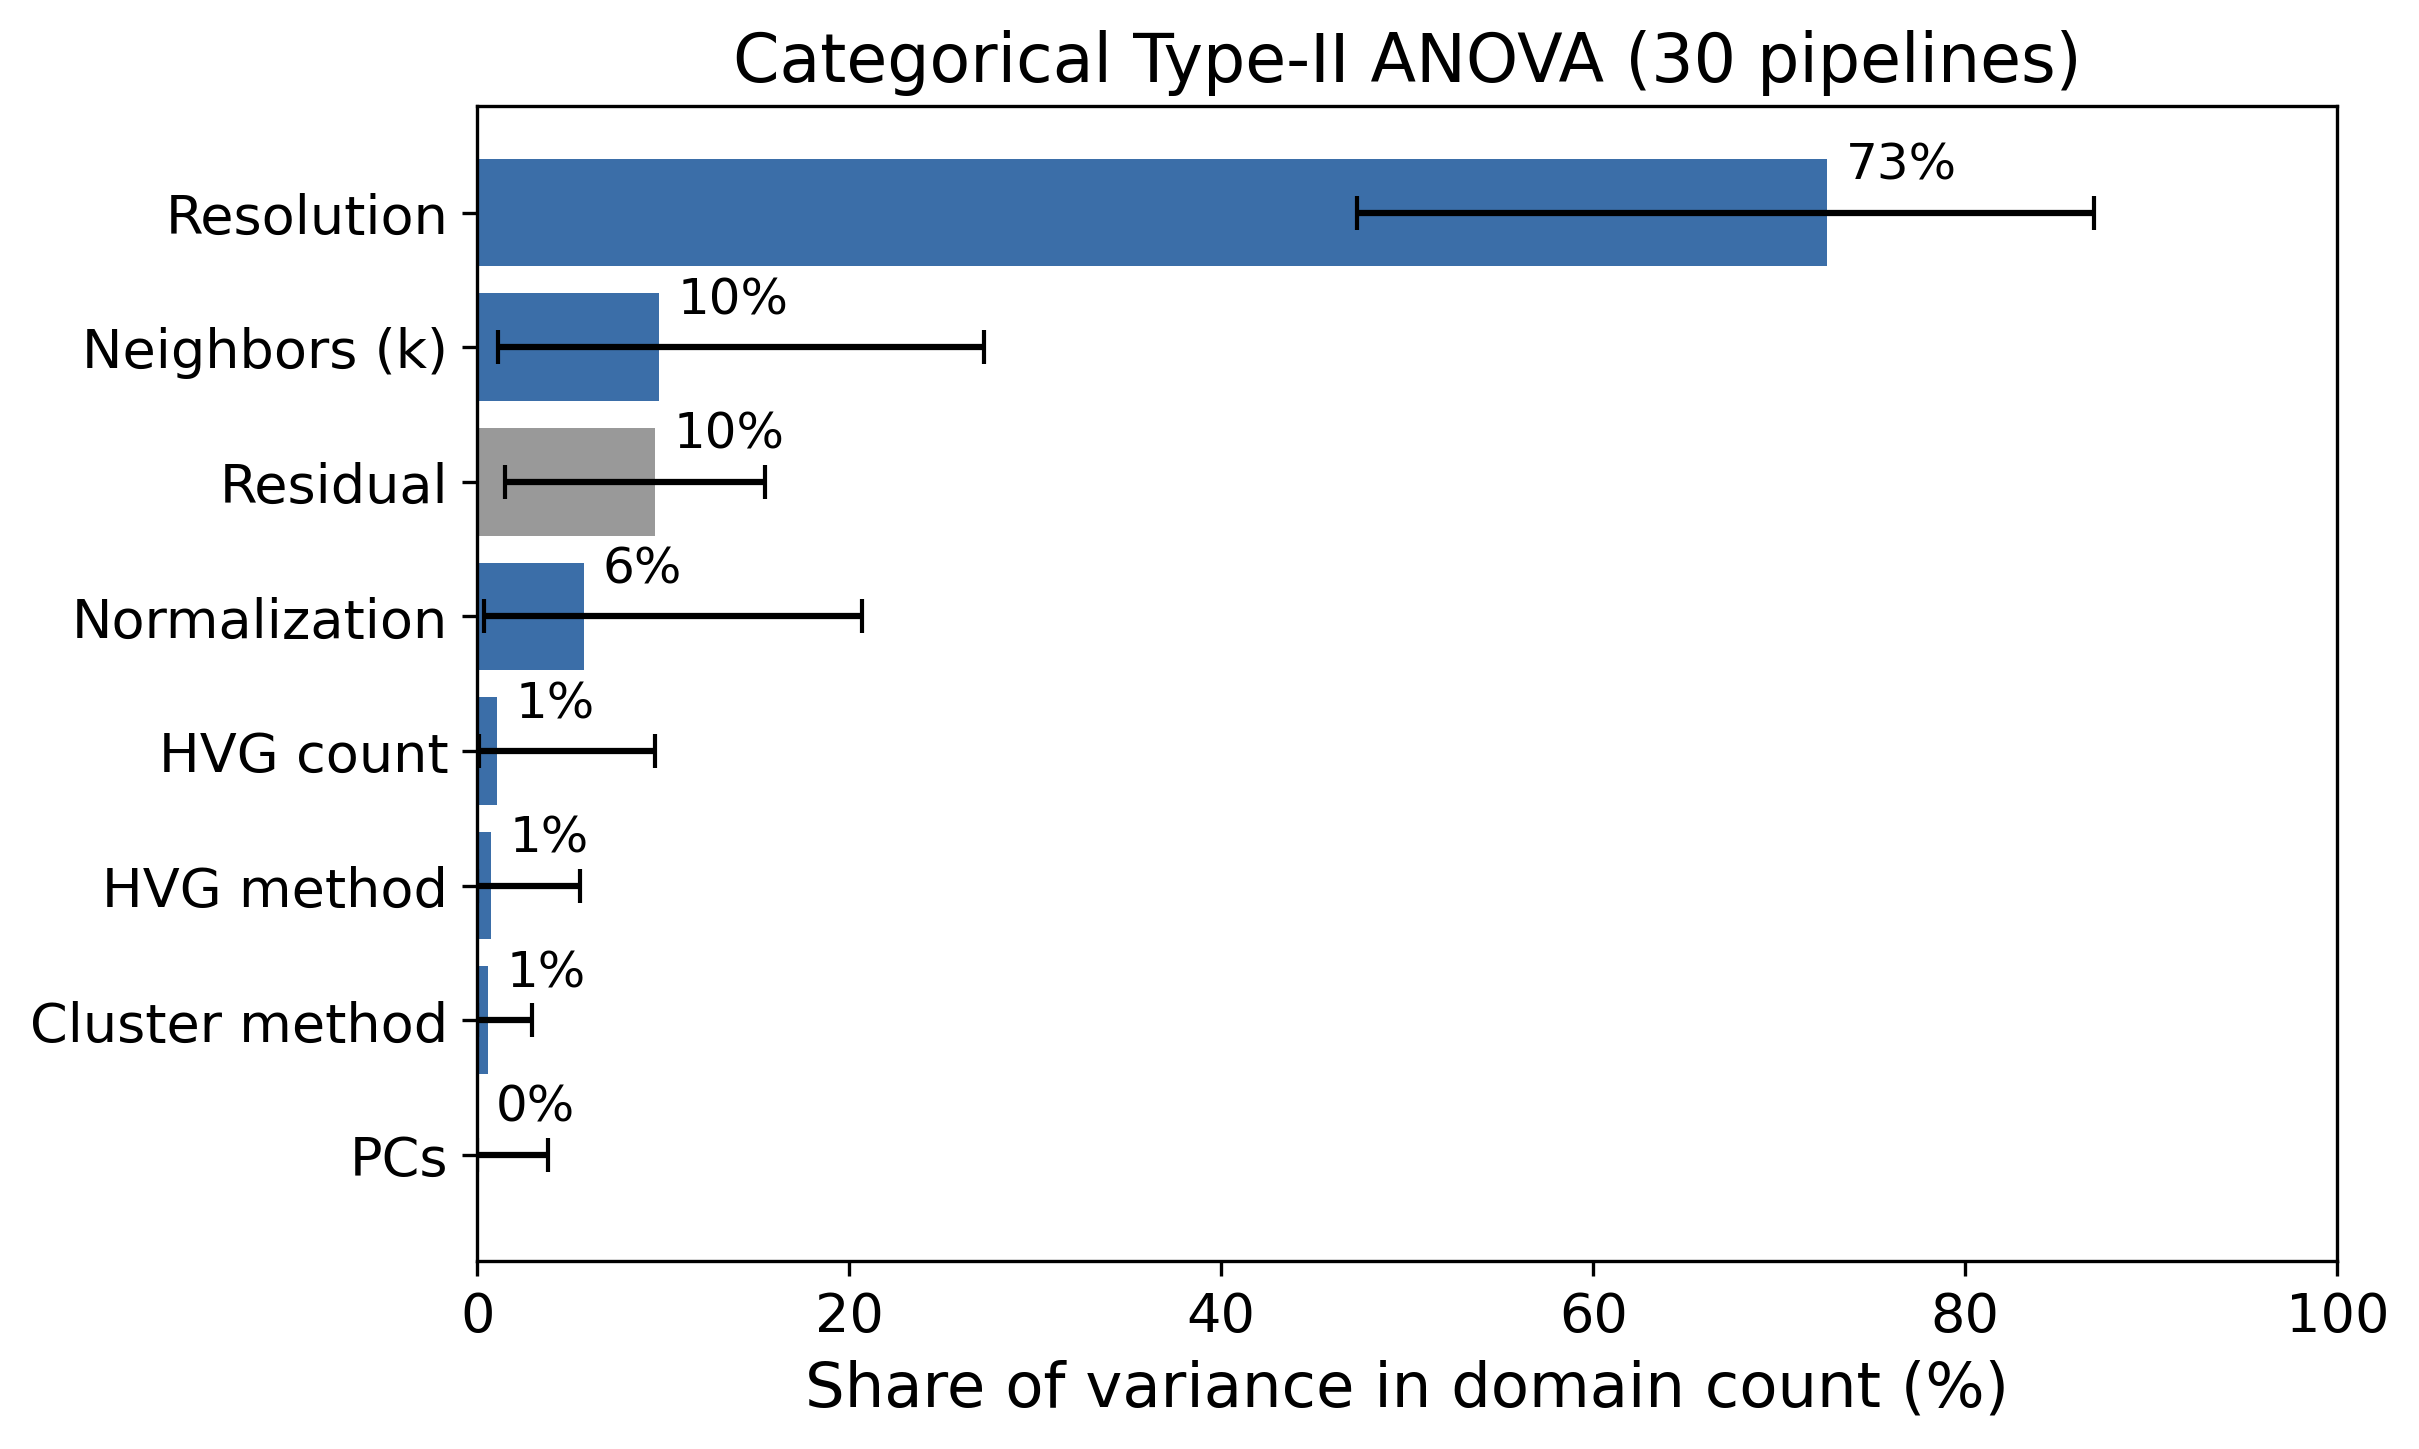 Categorical Type-II ANOVA (30 pipelines)
Resolution
73%
Neighbors (k)
10%
Residual
10%
Normalization
6%
HVG count
1%
HVG method
1%
Cluster method
1%
PCs
0%
0 20 40 60 80 100
Share of variance in domain count (%)